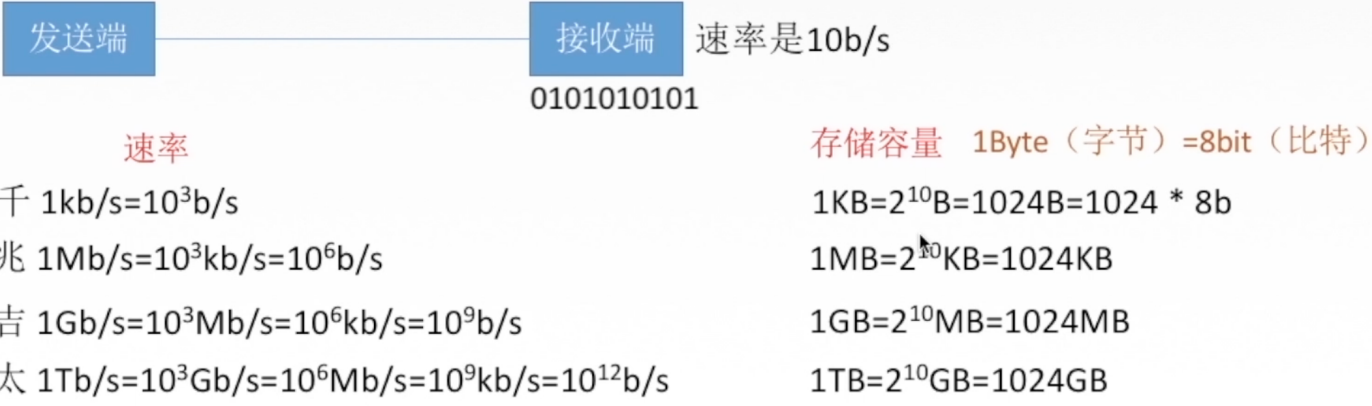 发送端
接收端
速率是10b/s
0101010101
速率
千 1kb/s=10³b/s
兆 1Mb/s=10³kb/s=10⁶b/s
吉 1Gb/s=10³Mb/s=10⁶kb/s=10⁹b/s
太 1Tb/s=10³Gb/s=10⁶Mb/s=10⁹kb/s=10¹²b/s
存储容量 1Byte（字节）=8bit（比特）
1KB=2¹⁰B=1024B=1024 * 8b
1MB=2¹⁰KB=1024KB
1GB=2¹⁰MB=1024MB
1TB=2¹⁰GB=1024GB